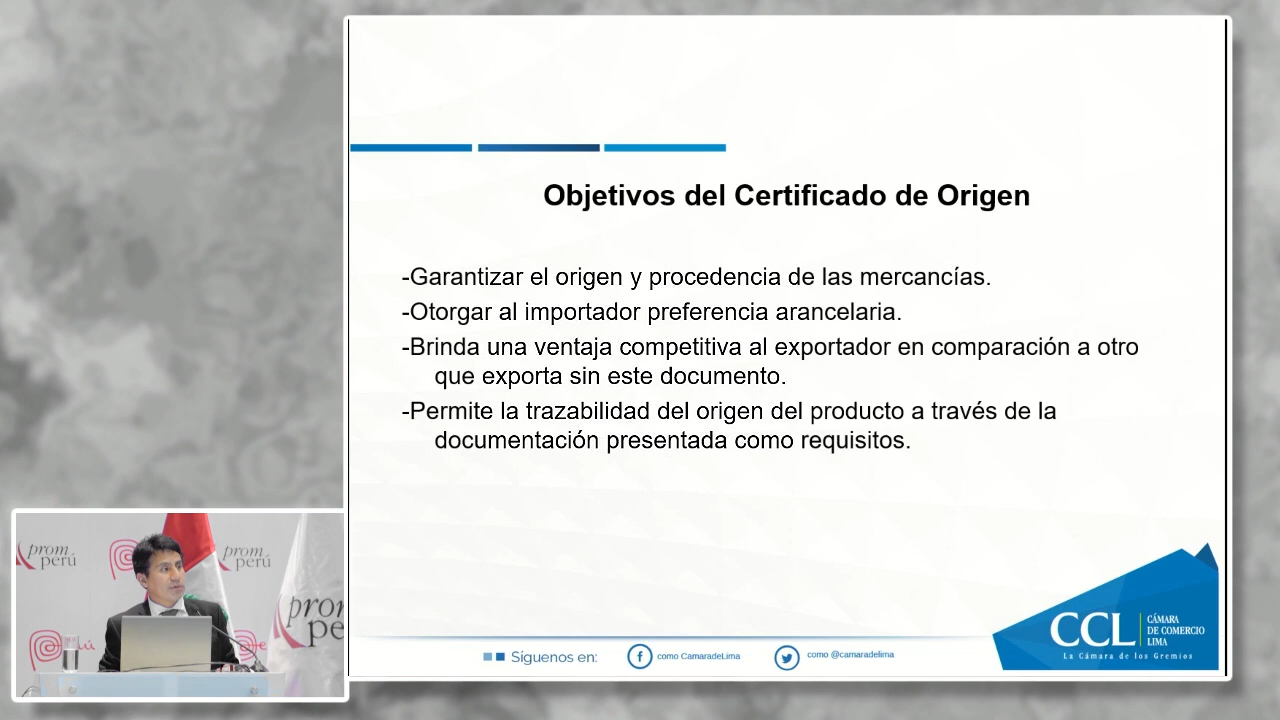 Objetivos del Certificado de Origen
-Garantizar el origen y procedencia de las mercancías.
-Otorgar al importador preferencia arancelaria.
-Brinda una ventaja competitiva al exportador en comparación a otro
que exporta sin este documento.
-Permite la trazabilidad del origen del producto a través de la
documentación presentada como requisitos.
Síguenos en:
como CamaradeLima
como @camaradelima
CCL
CÁMARA
DE COMERCIO
LIMA
La Cámara de los Gremios
prom
perú
prom
perú